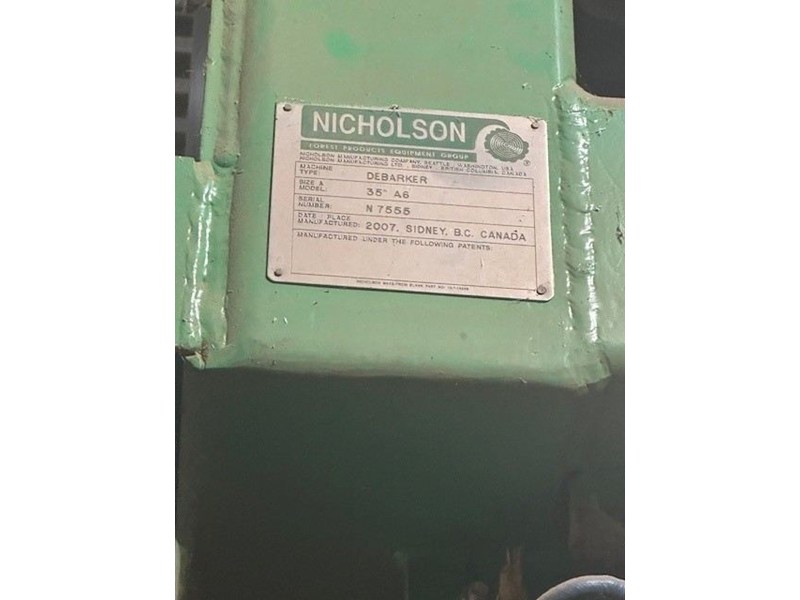 NICHOLSON
FOREST PRODUCTS EQUIPMENT GROUP
NICHOLSON MANUFACTURING COMPANY, SEATTLE, WASHINGTON, USA
NICHOLSON MANUFACTURING LTD., SIDNEY, BRITISH COLUMBIA, CANADA
MACHINE TYPE: DEBARKER
SIZE & MODEL: 35" A6
SERIAL NUMBER: N 7555
DATE / PLACE MANUFACTURED: 2007, SIDNEY, B.C. CANADA
MANUFACTURED UNDER THE FOLLOWING PATENTS: